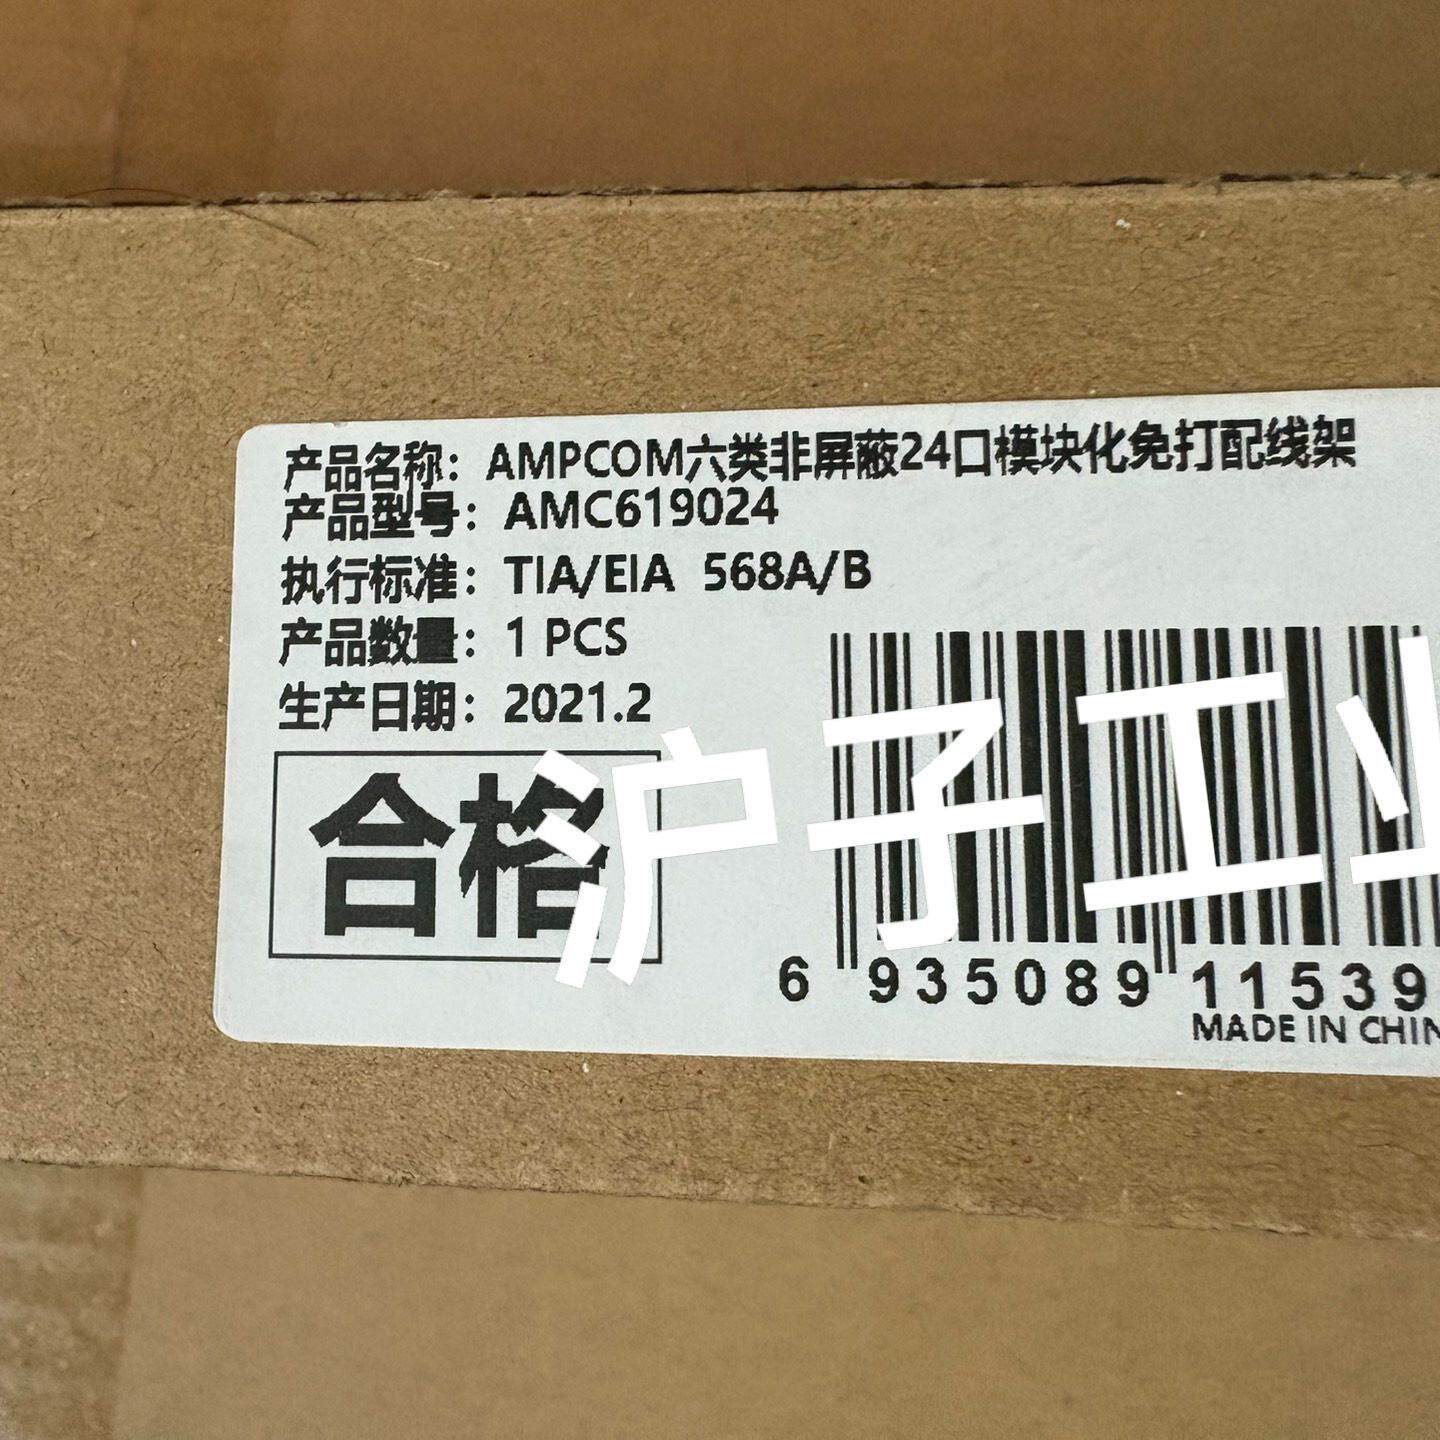 产品名称：AMPCOM六类非屏蔽24口模块化免打配线架
产品型号：AMC619024
执行标准：TIA/EIA 568A/B
产品数量：1 PCS
生产日期：2021.2
合格
沪子工业
6 935089 11539
MADE IN CHIN